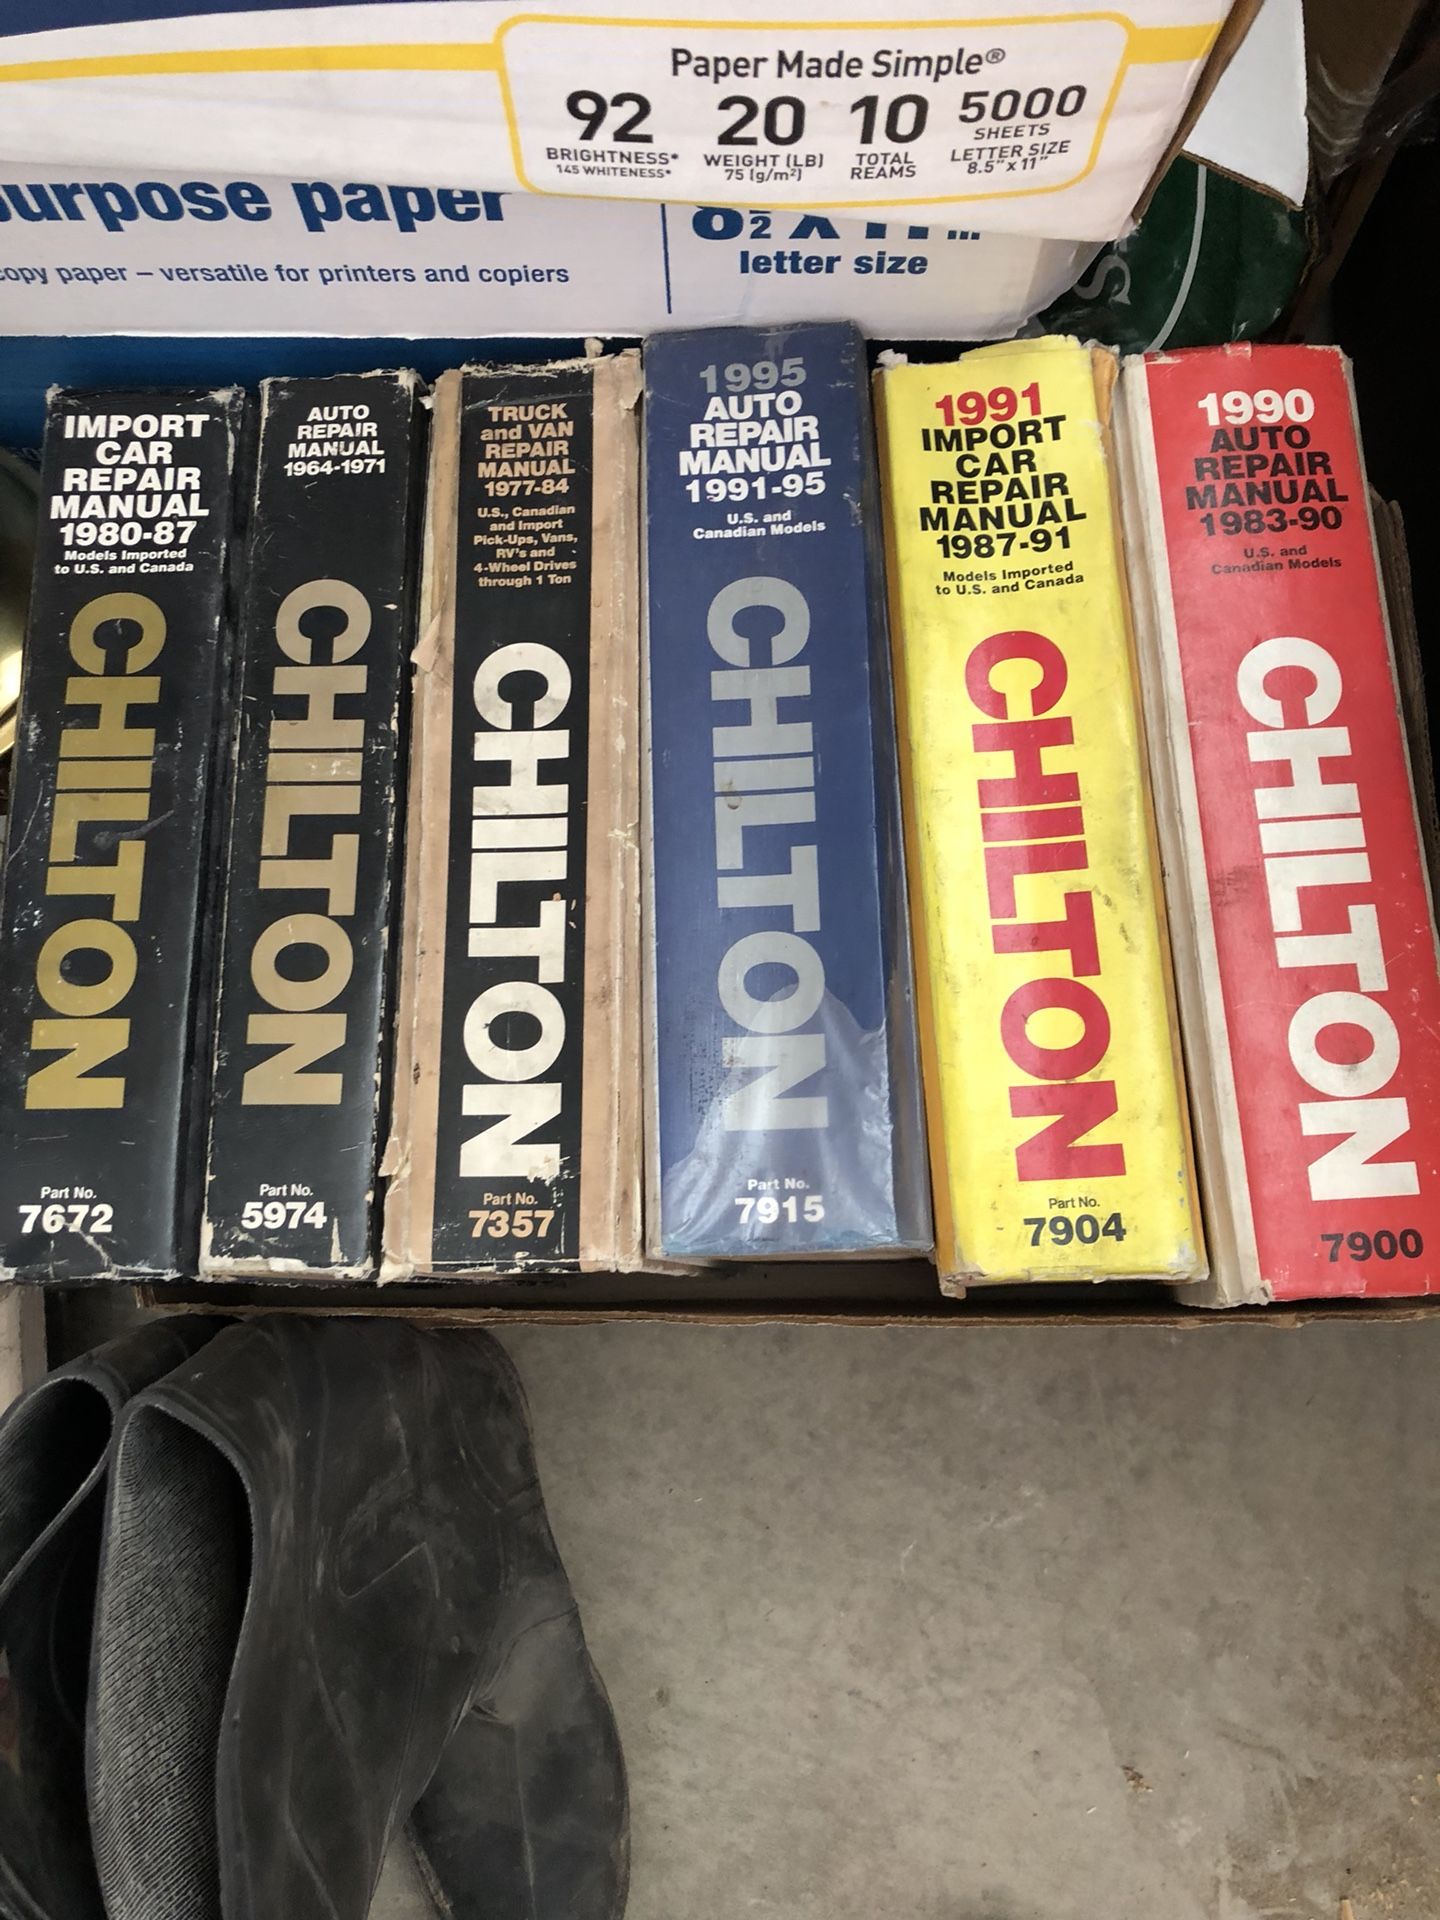 Paper Made Simple®
92
BRIGHTNESS*
145 WHITENESS*
20
WEIGHT (LB)
75 (g/m²)
10
TOTAL
REAMS
5000
SHEETS
LETTER SIZE
8.5" x 11"
urpose paper
copy paper – versatile for printers and copiers
letter size
S
IMPORT
CAR
REPAIR
MANUAL
1980-87
Models Imported
to U.S. and Canada
CHILTON
Part No.
7672
AUTO
REPAIR
MANUAL
1964-1971
CHILTON
Part No.
5974
TRUCK
and VAN
REPAIR
MANUAL
1977-84
U.S., Canadian
and Import
Pick-Ups, Vans,
RV's and
4-Wheel Drives
through 1 Ton
CHILTON
Part No.
7357
1995
AUTO
REPAIR
MANUAL
1991-95
U.S. and
Canadian Models
CHILTON
Part No.
7915
1991
IMPORT
CAR
REPAIR
MANUAL
1987-91
Models Imported
to U.S. and Canada
CHILTON
Part No.
7904
1990
AUTO
REPAIR
MANUAL
1983-90
U.S. and
Canadian Models
CHILTON
7900